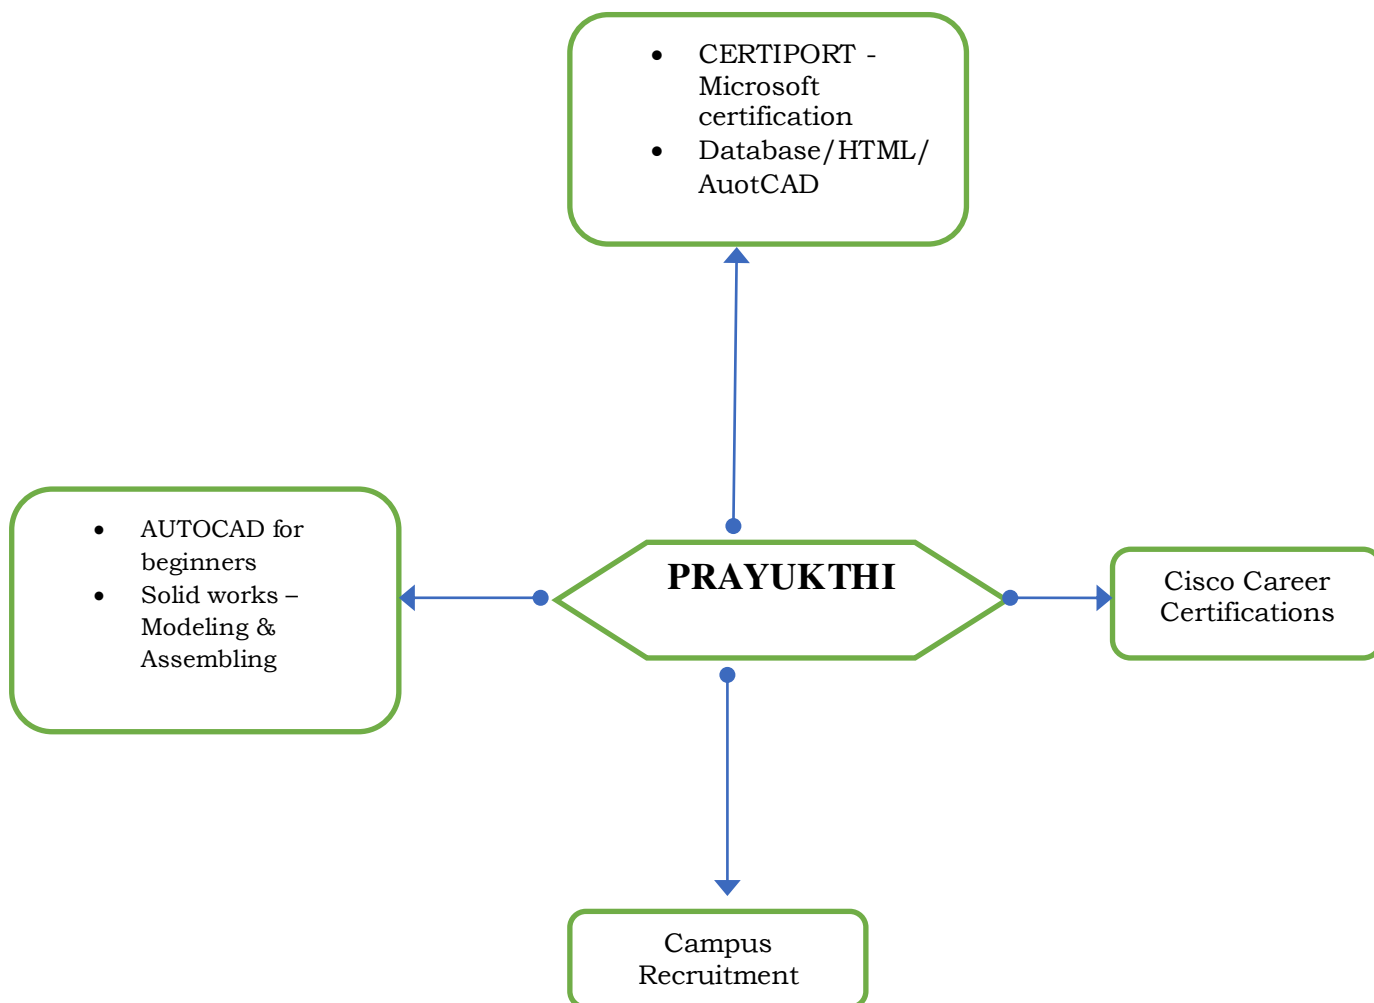 • CERTIPORT -
Microsoft
certification
• Database/HTML/
AuotCAD
• AUTOCAD for
beginners
• Solid works –
Modeling &
Assembling
PRAYUKTHI
Cisco Career
Certifications
Campus
Recruitment